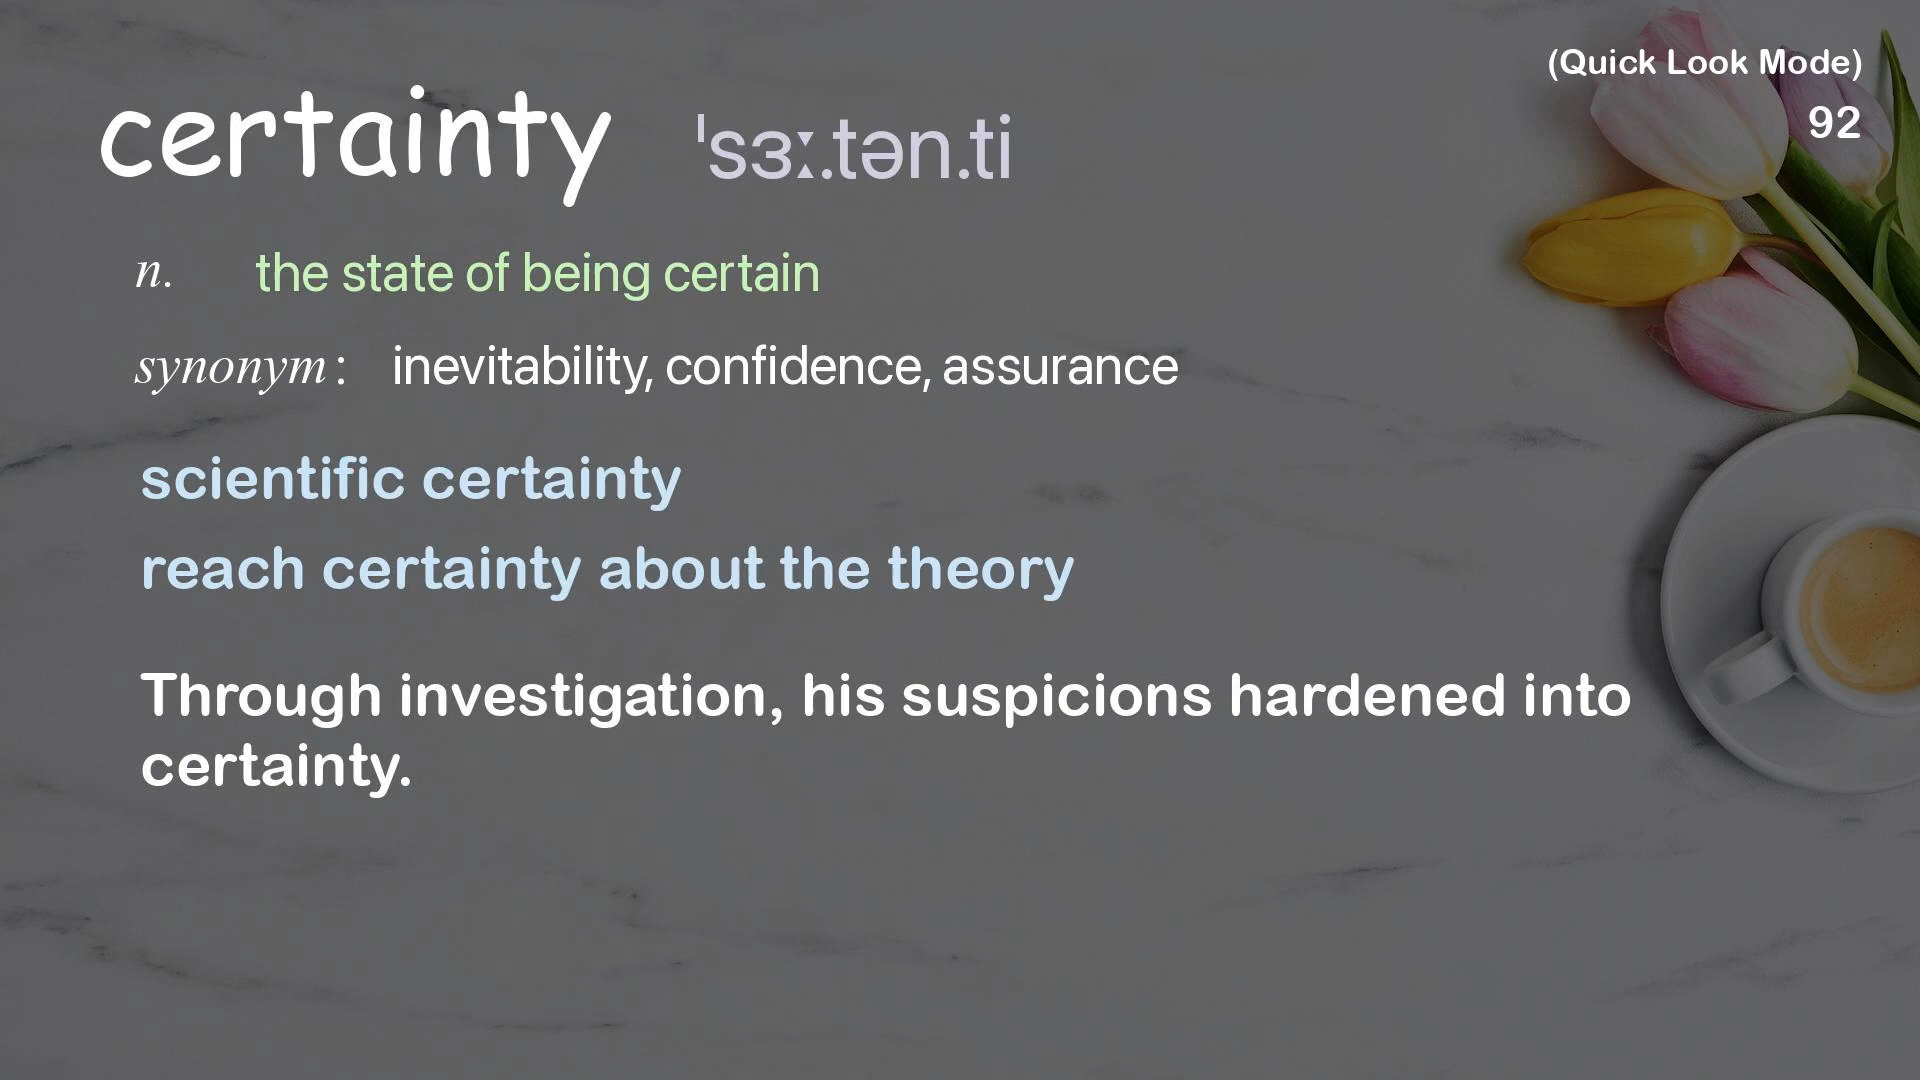 (Quick Look Mode)
92
certainty ˈsɜː.tən.ti
n. the state of being certain
synonym: inevitability, confidence, assurance
scientific certainty
reach certainty about the theory
Through investigation, his suspicions hardened into
certainty.